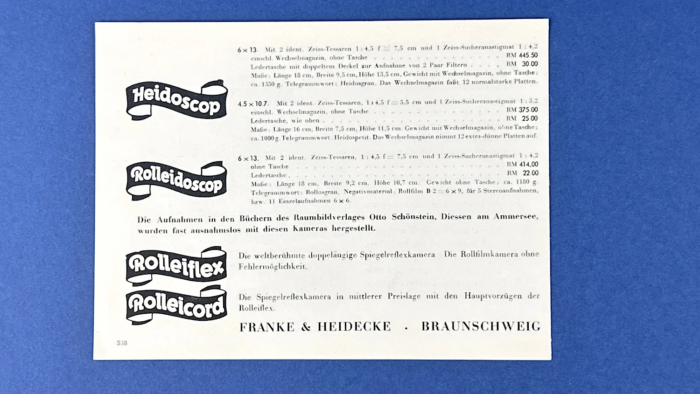 Heidoscop
6 × 13. Mit 2 ident. Zeiss-Tessaren 1 : 4,5 f = 7,5 cm und 1 Zeiss-Sucheranastigmat 1 : 4,2
einschl. Wechselmagazin, ohne Tasche . . . . . . . . . . RM 445.50
Ledertasche mit doppeltem Deckel zur Aufnahme von 2 Paar Filtern . . . . RM 30.00
Maße: Länge 18 cm, Breite 9,5 cm, Höhe 13,5 cm, Gewicht mit Wechselmagazin, ohne Tasche:
ca. 1350 g. Telegrammwort: Heidosgran. Das Wechselmagazin faßt 12 normalstarke Platten.
4.5 × 10.7. Mit 2 ident. Zeiss-Tessaren, 1 : 4,5 f = 5,5 cm und 1 Zeiss-Sucheranastigmat 1 : 3,2
einschl. Wechselmagazin, ohne Tasche . . . . . . . . . . RM 375.00
Ledertasche, wie oben . . . . . . . . . . RM 25.00
Maße: Länge 16 cm, Breite 7,5 cm, Höhe 11,5 cm. Gewicht mit Wechselmagazin, ohne Tasche;
ca. 1000 g. Telegrammwort. Heidospetit. Das Wechselmagazin nimmt 12 extra-dünne Platten auf.
Rolleidoscop
6 × 13. Mit 2 ident. Zeiss-Tessaren, 1 : 4,5 f = 7,5 cm und 1 Zeiss-Sucheranastigmat 1 : 4,2
ohne Tasche . . . . . . . . . . RM 414,00
Ledertasche . . . . . . . . . . RM 22.00
Maße: Länge 18 cm, Breite 9,2 cm, Höhe 10,7 cm: Gewicht ohne Tasche; ca. 1180 g.
Telegrammwort: Rollosgran, Negativmaterial; Rollfilm B 2 = 6 × 9, für 5 Stereoaufnahmen,
bzw. 11 Einzelaufnahmen 6 × 6.
Die Aufnahmen in den Büchern des Raumbildverlages Otto Schönstein, Diessen am Ammersee,
wurden fast ausnahmslos mit diesen Kameras hergestellt.
Rolleiflex
Die weltberühmte doppeläugige Spiegelreflexkamera Die Rollfilmkamera ohne
Fehlermöglichkeit.
Rolleicord
Die Spiegelreflexkamera in mittlerer Preislage mit den Hauptvorzügen der
Rolleiflex.
FRANKE & HEIDECKE · BRAUNSCHWEIG